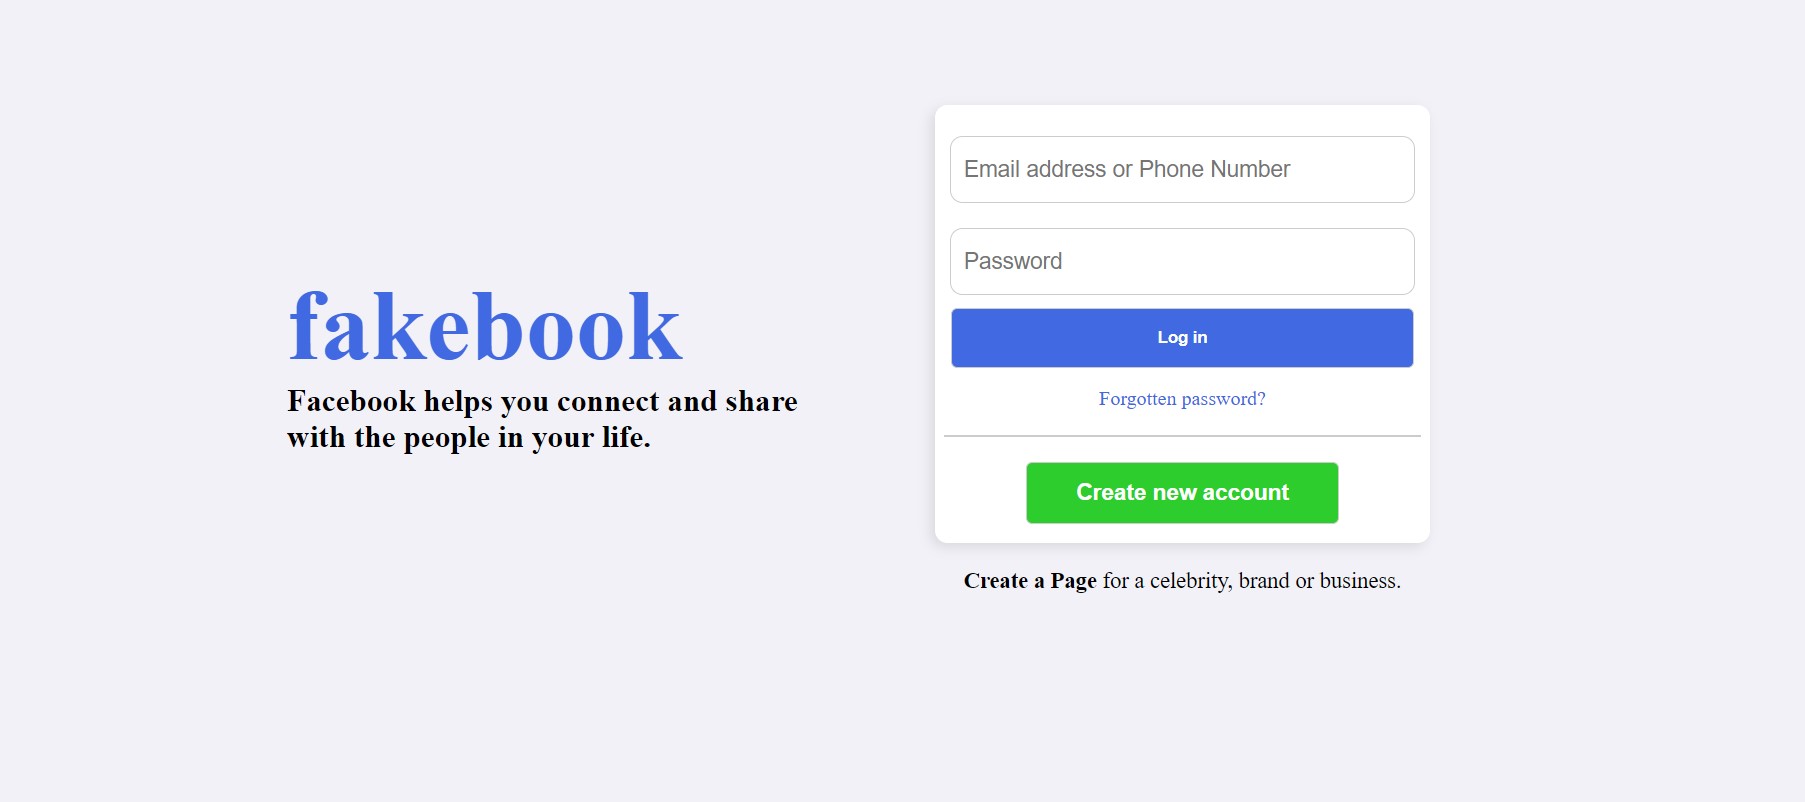 fakebook
Facebook helps you connect and share
with the people in your life.
Email address or Phone Number
Password
Log in
Forgotten password?
Create new account
Create a Page for a celebrity, brand or business.